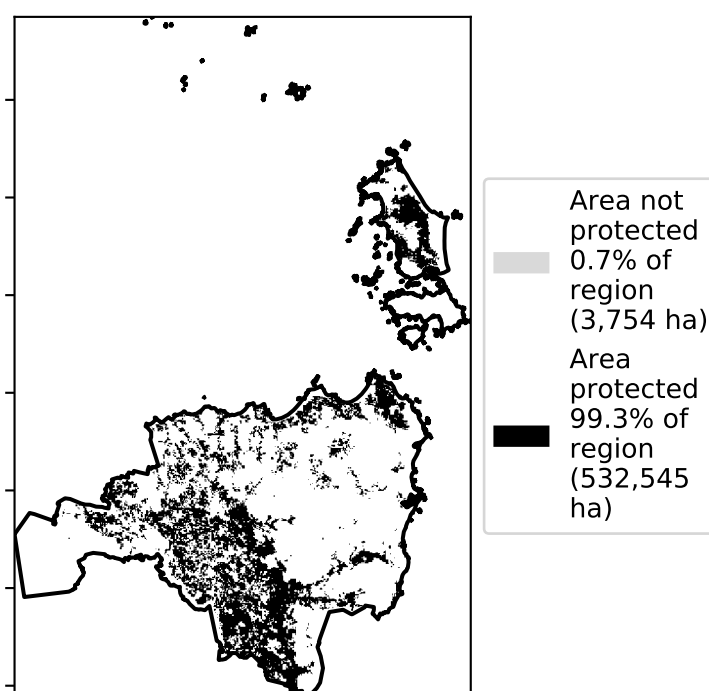 Area not
protected
0.7% of
region
(3,754 ha)
Area
protected
99.3% of
region
(532,545
ha)